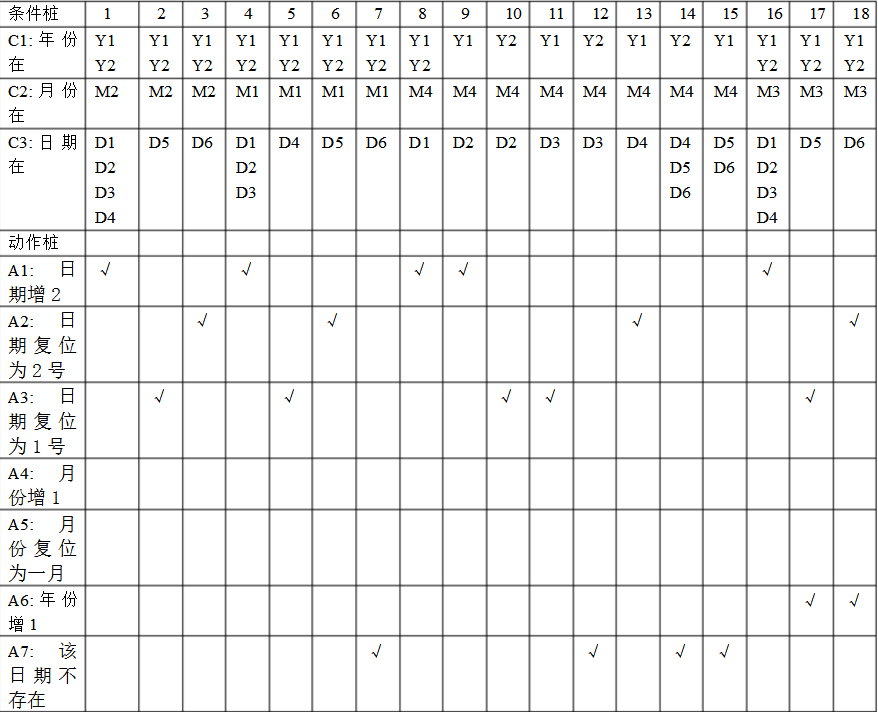 条件桩 1 2 3 4 5 6 7 8 9 10 11 12 13 14 15 16 17 18
C1:年份 Y1 Y1 Y1 Y1 Y1 Y1 Y1 Y1 Y1 Y2 Y1 Y2 Y1 Y2 Y1 Y1 Y1 Y1
在 Y2 Y2 Y2 Y2 Y2 Y2 Y2 Y2 Y2 Y2 Y2
C2:月份 M2 M2 M2 M1 M1 M1 M1 M4 M4 M4 M4 M4 M4 M4 M4 M3 M3 M3
在
C3:日期 D1 D5 D6 D1 D4 D5 D6 D1 D2 D2 D3 D3 D4 D4 D5 D1 D5 D6
在 D2 D2 D5 D6 D2
D3 D3 D6 D3
D4 D4
动作桩
A1: 日 √ √ √ √ √
期增2
A2: 日 √ √ √ √
期复位
为2号
A3: 日 √ √ √ √ √
期复位
为1号
A4: 月
份增1
A5: 月
份复位
为一月
A6:年份 √ √
增1
A7: 该 √ √ √ √
日期不
存在